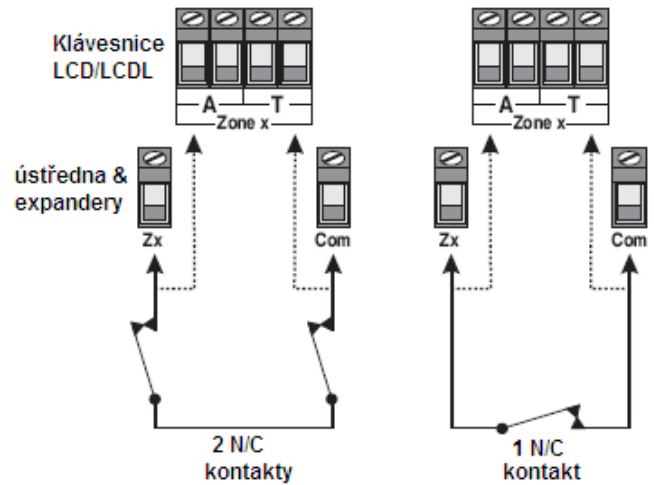 Klávesnice
LCD/LCDL
A T
Zone x
A T
Zone x
ústředna &
expandery
Zx
Com
Zx
Com
2 N/C
kontakty
1 N/C
kontakt